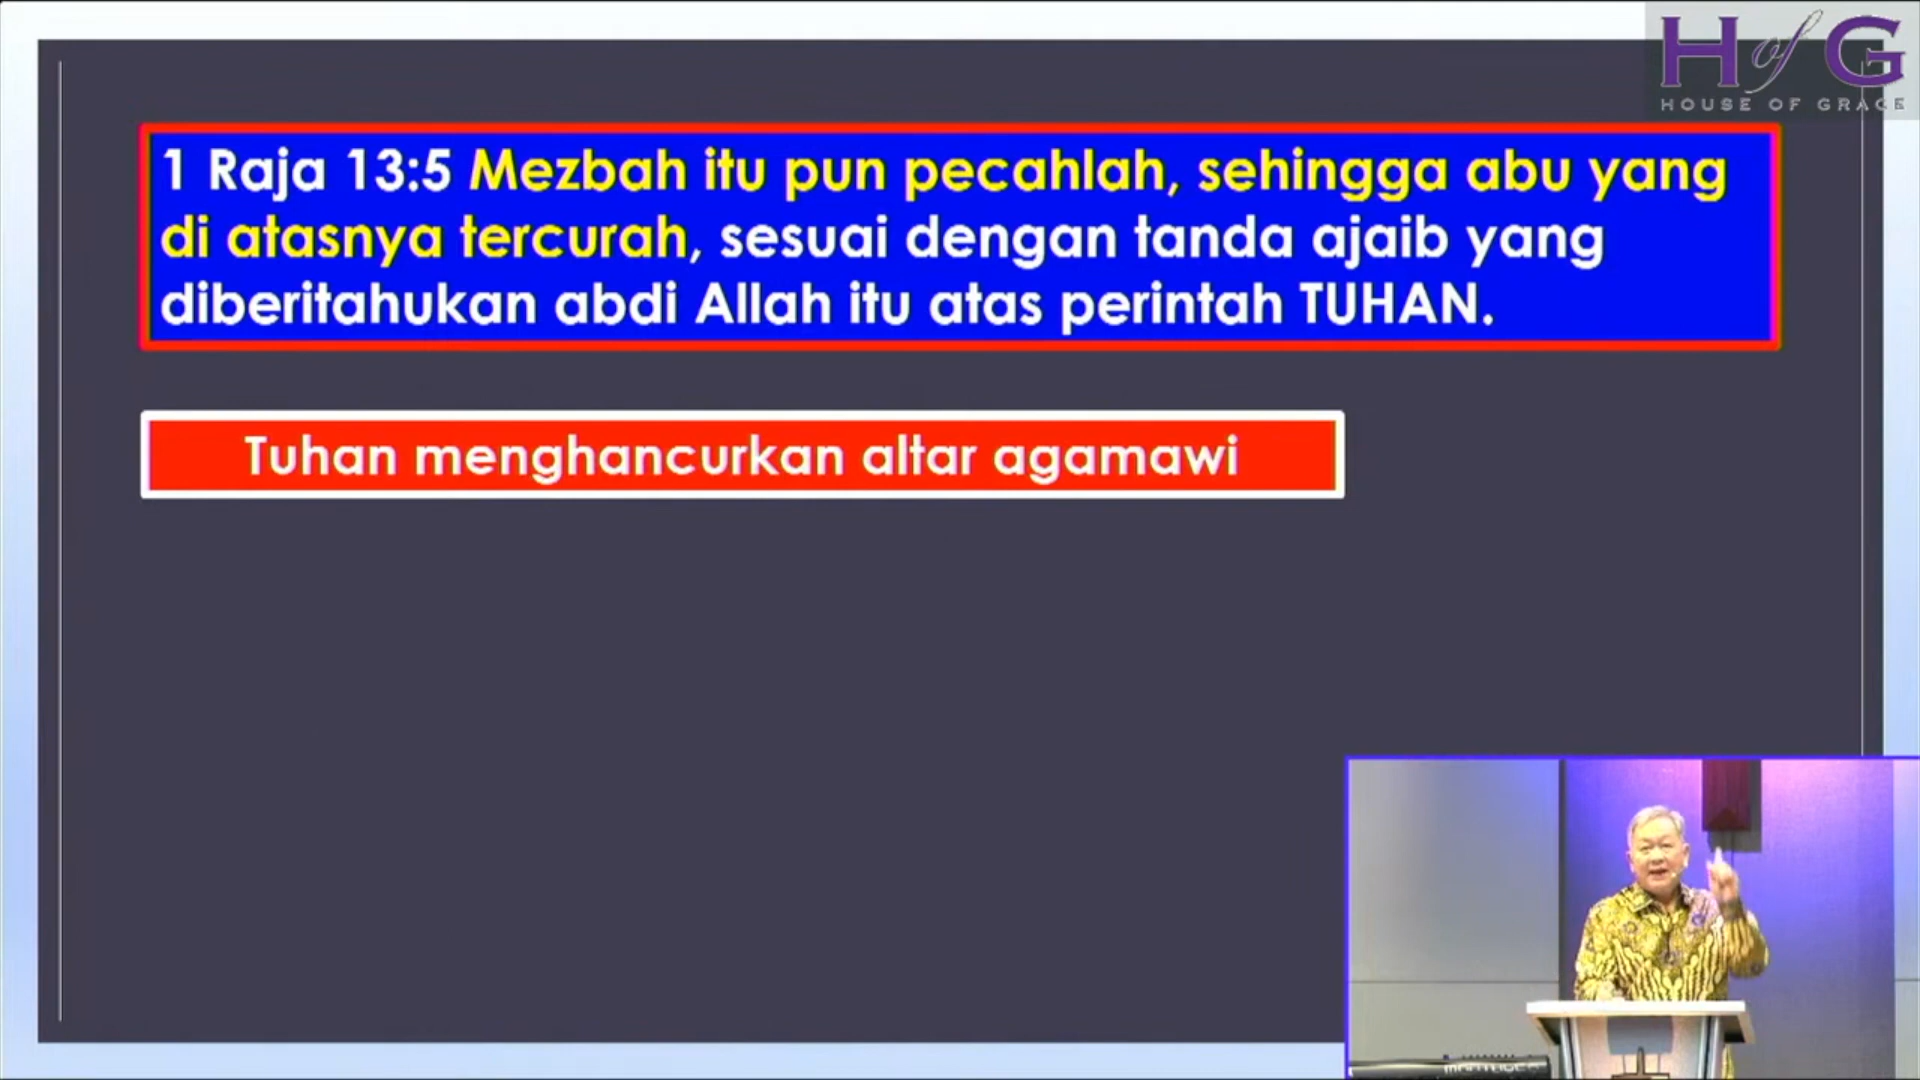 H of G
HOUSE OF GRACE
1 Raja 13:5 Mezbah itu pun pecahlah, sehingga abu yang
di atasnya tercurah, sesuai dengan tanda ajaib yang
diberitahukan abdi Allah itu atas perintah TUHAN.
Tuhan menghancurkan altar agamawi